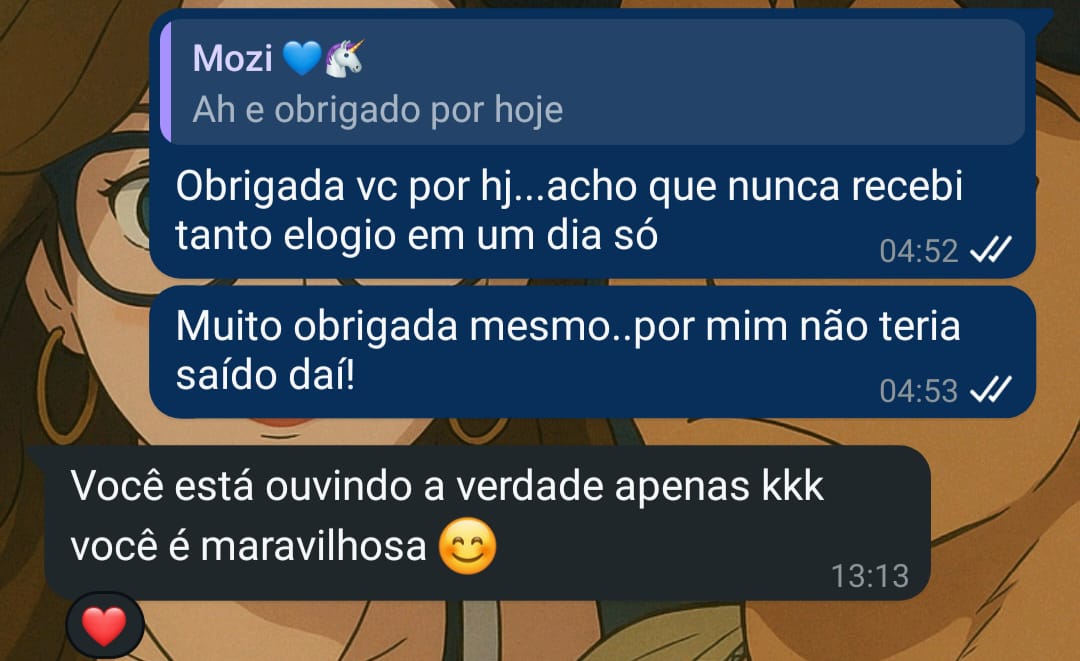 Mozi 💙🦄
Ah e obrigado por hoje
Obrigada vc por hj...acho que nunca recebi
tanto elogio em um dia só
04:52
Muito obrigada mesmo..por mim não teria
saído daí!
04:53
Você está ouvindo a verdade apenas kkk
você é maravilhosa 😊
13:13
❤️